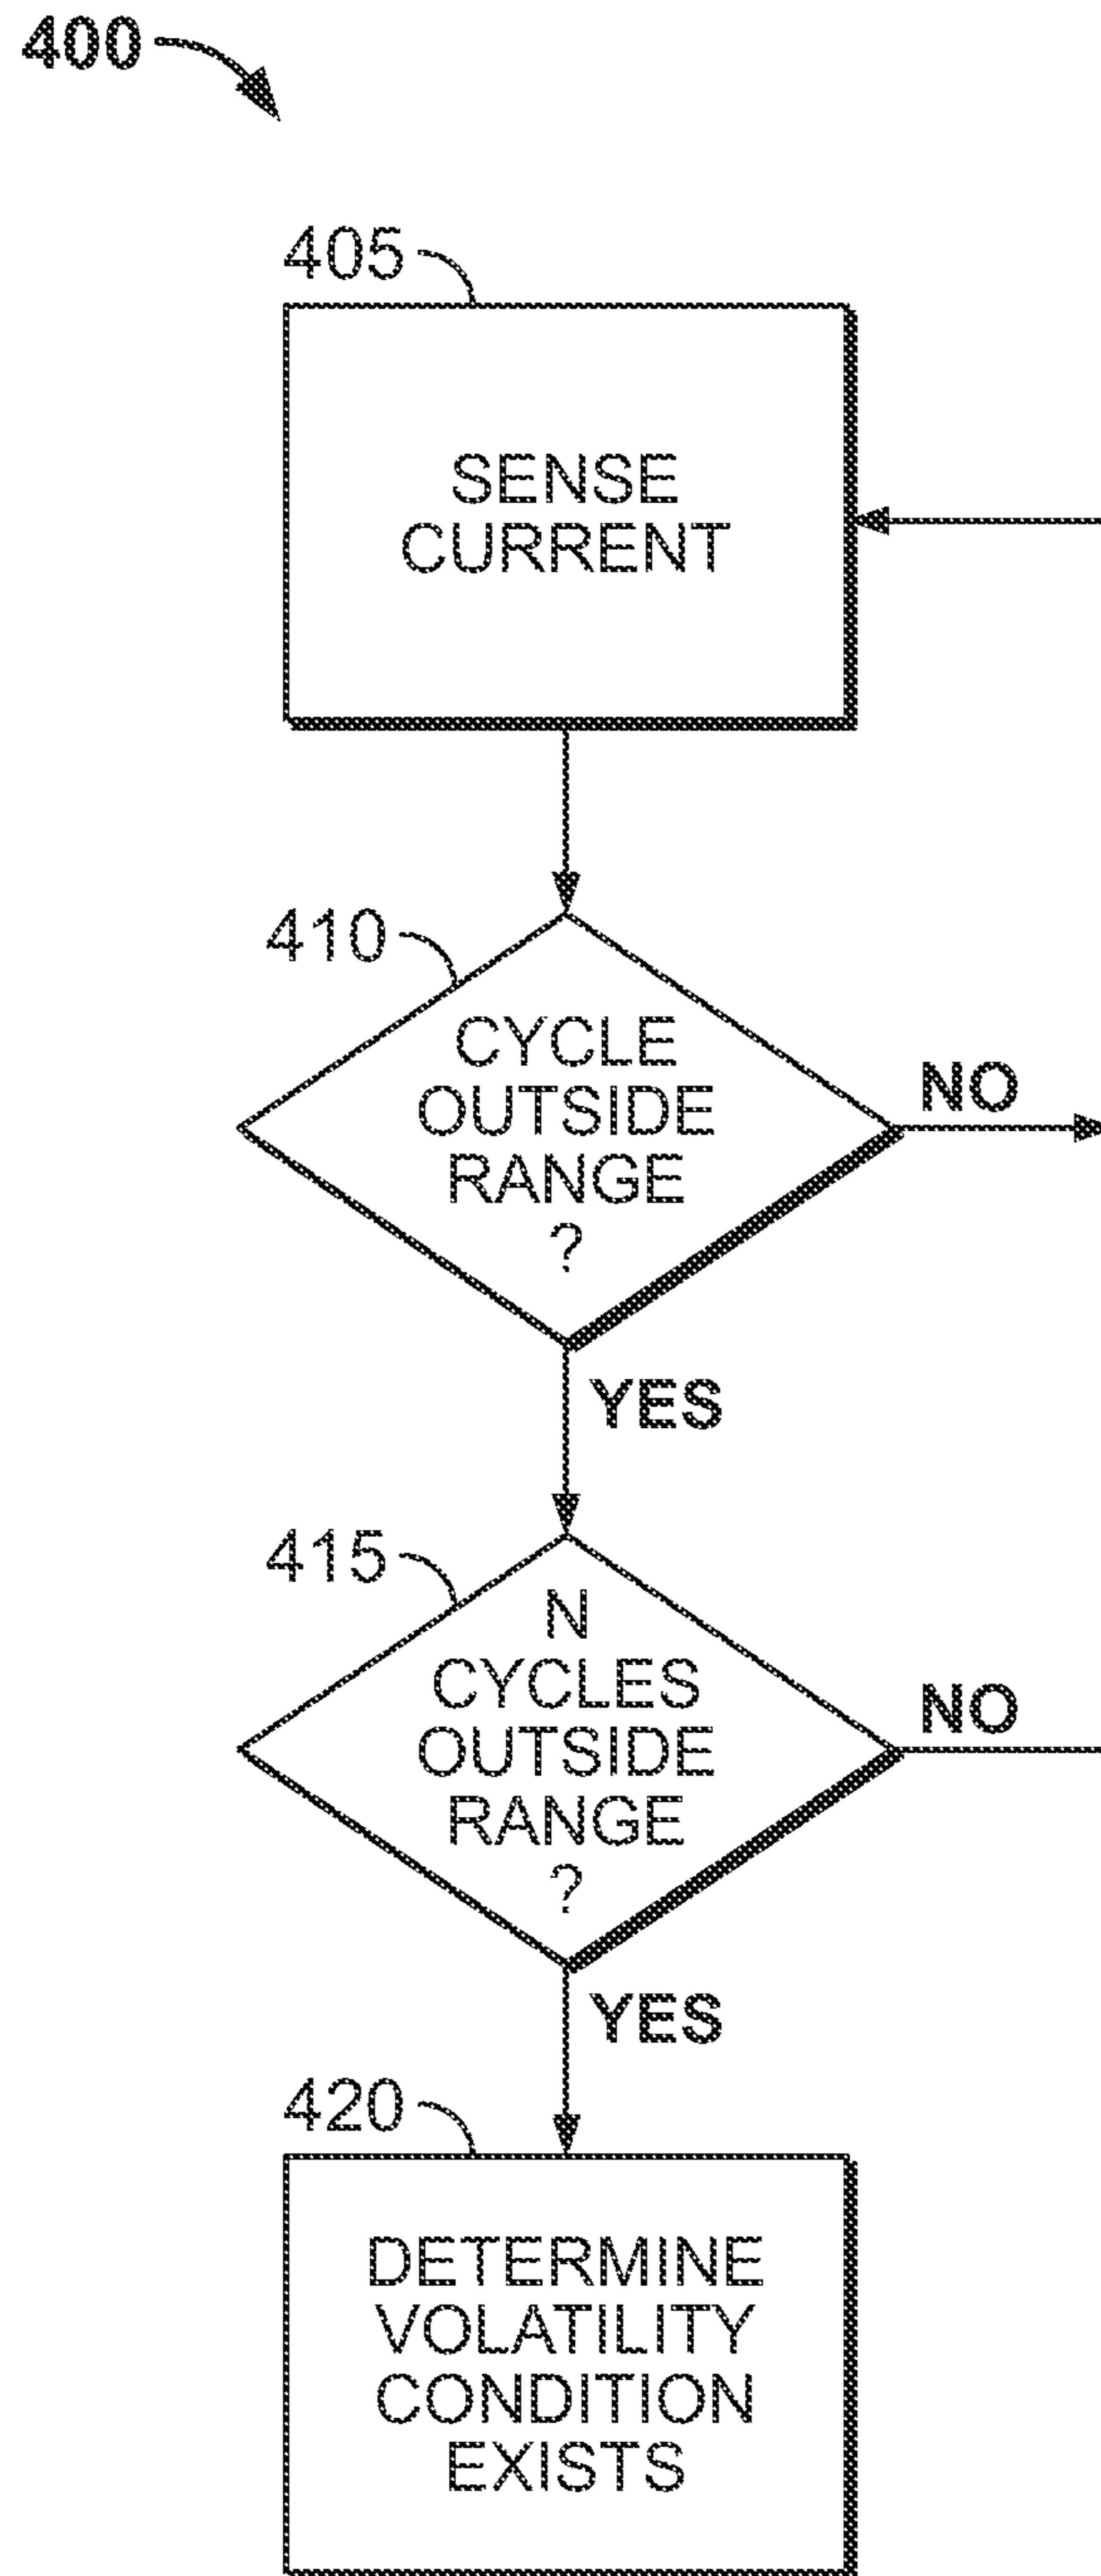 400
405
SENSE
CURRENT
410
CYCLE
OUTSIDE
RANGE
?
NO
YES
415
N
CYCLES
OUTSIDE
RANGE
?
NO
YES
420
DETERMINE
VOLATILITY
CONDITION
EXISTS